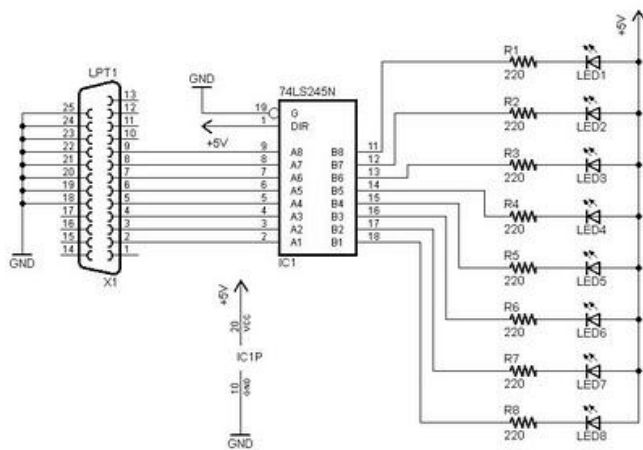 LPT1
13
25
12
24
11
23
10
22
9
21
8
20
7
19
6
18
5
17
4
16
3
15
2
14
1
X1
GND
GND
+5V
74LS245N
19
G
1
DIR
9
A8
B8
11
8
A7
B7
12
7
A6
B6
13
6
A5
B5
14
5
A4
B4
15
4
A3
B3
16
3
A2
B2
17
2
A1
B1
18
IC1
+5V
20
VCC
IC1P
10
GND
GND
+5V
R1
220
LED1
R2
220
LED2
R3
220
LED3
R4
220
LED4
R5
220
LED5
R6
220
LED6
R7
220
LED7
R8
220
LED8